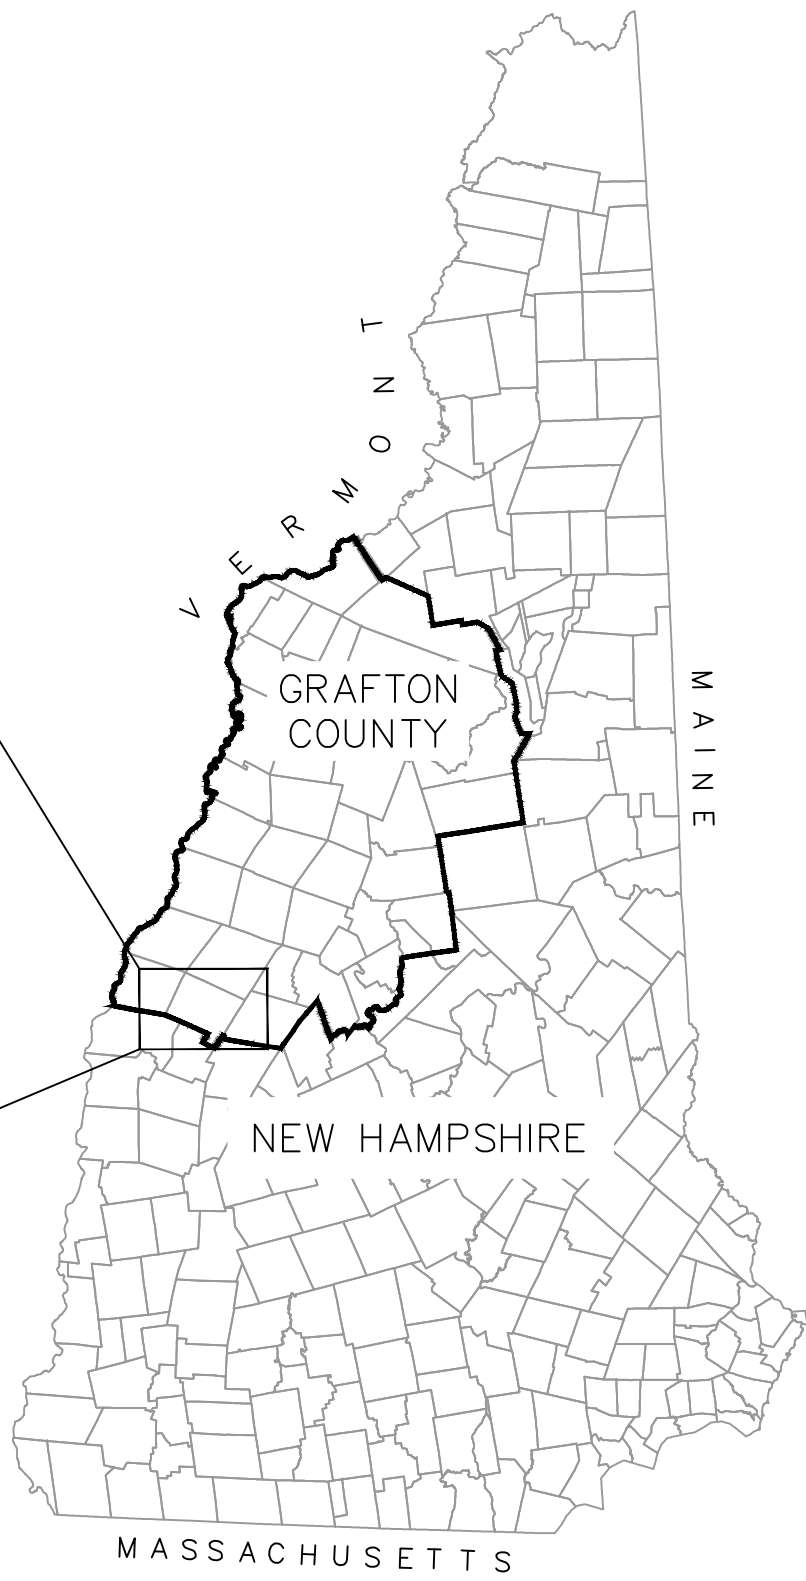 VERMONT
GRAFTON
COUNTY
MAINE
NEW HAMPSHIRE
MASSACHUSETTS